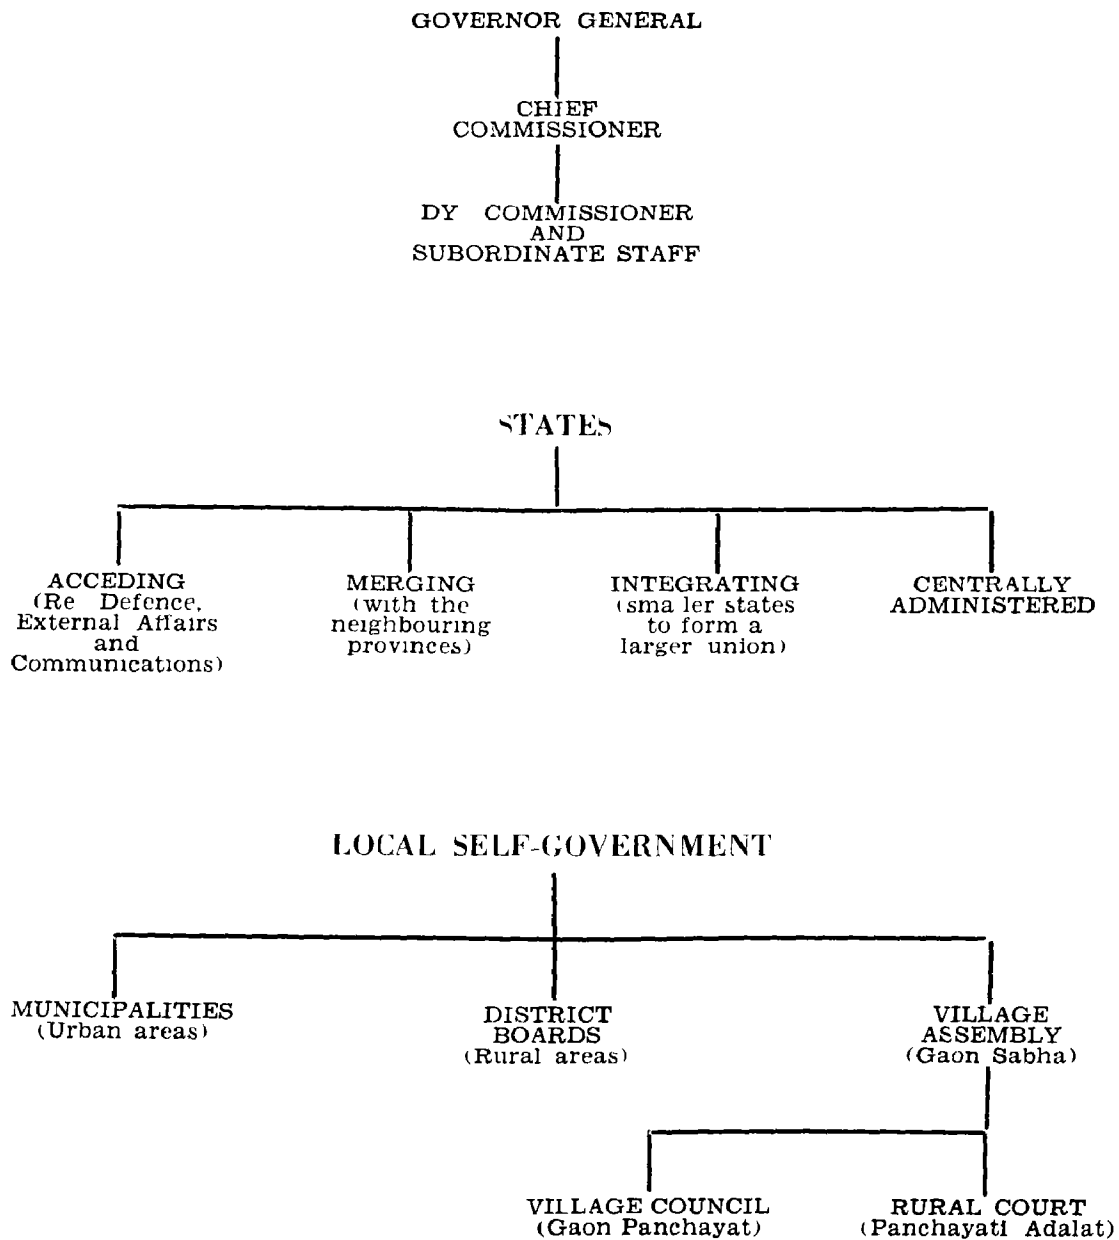 GOVERNOR GENERAL
CHIEF
COMMISSIONER
DY COMMISSIONER
AND
SUBORDINATE STAFF
STATES
ACCEDING
(Re Defence,
External Affairs
and
Communications)
MERGING
(with the
neighbouring
provinces)
INTEGRATING
(sma ler states
to form a
larger union)
CENTRALLY
ADMINISTERED
LOCAL SELF-GOVERNMENT
MUNICIPALITIES
(Urban areas)
DISTRICT
BOARDS
(Rural areas)
VILLAGE
ASSEMBLY
(Gaon Sabha)
VILLAGE COUNCIL
(Gaon Panchayat)
RURAL COURT
(Panchayati Adalat)